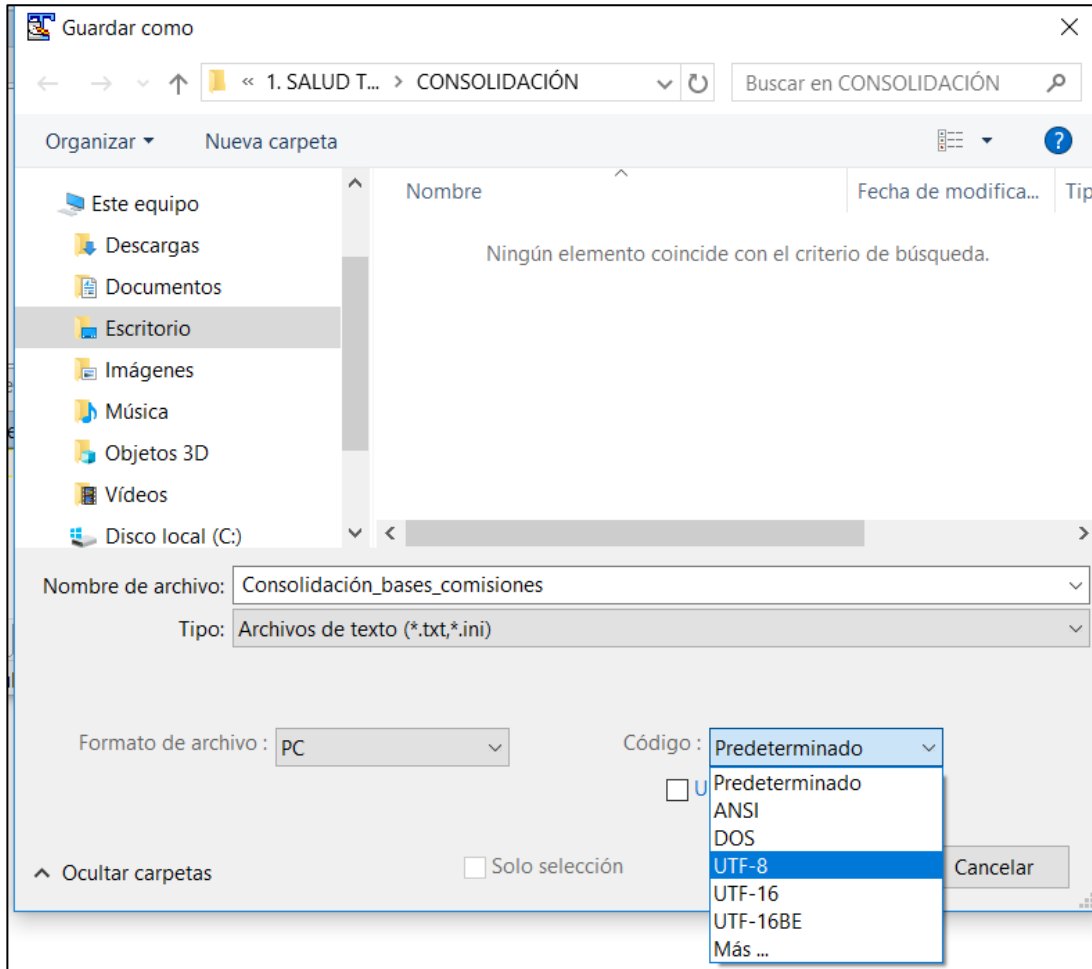 Guardar como
« 1. SALUD T... > CONSOLIDACIÓN
Buscar en CONSOLIDACIÓN
Organizar
Nueva carpeta
?
Este equipo
Descargas
Documentos
Escritorio
Imágenes
Música
Objetos 3D
Vídeos
Disco local (C:)
Nombre
Fecha de modifica...
Tip
Ningún elemento coincide con el criterio de búsqueda.
Nombre de archivo: Consolidación_bases_comisiones
Tipo: Archivos de texto (*.txt,*.ini)
Formato de archivo : PC
Código : Predeterminado
U
Predeterminado
ANSI
DOS
UTF-8
UTF-16
UTF-16BE
Más ...
Ocultar carpetas
Solo selección
Cancelar